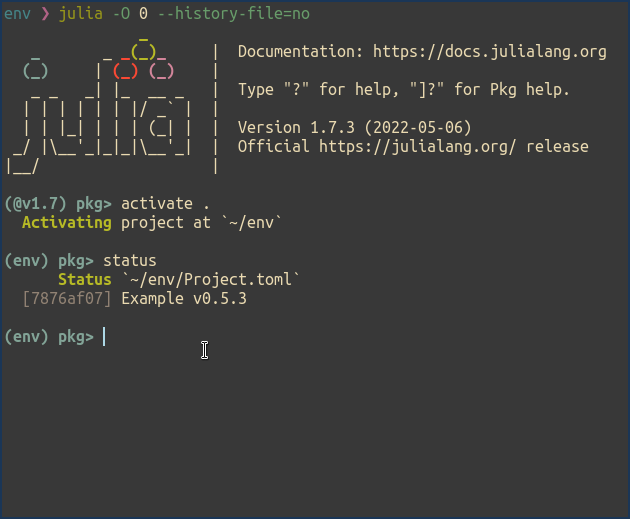 env ❯ julia -O 0 --history-file=no
               _
   _       _ _(_)_     |  Documentation: https://docs.julialang.org
  (_)     | (_) (_)    |
   _ _   _| |_  __ _   |  Type "?" for help, "]?" for Pkg help.
  | | | | | | |/ _` |  |
  | | |_| | | | (_| |  |  Version 1.7.3 (2022-05-06)
 _/ |\__'_|_|_|\__'_|  |  Official https://julialang.org/ release
|__/                   |
(@v1.7) pkg> activate .
  Activating project at `~/env`
(env) pkg> status
      Status `~/env/Project.toml`
  [7876af07] Example v0.5.3
(env) pkg>